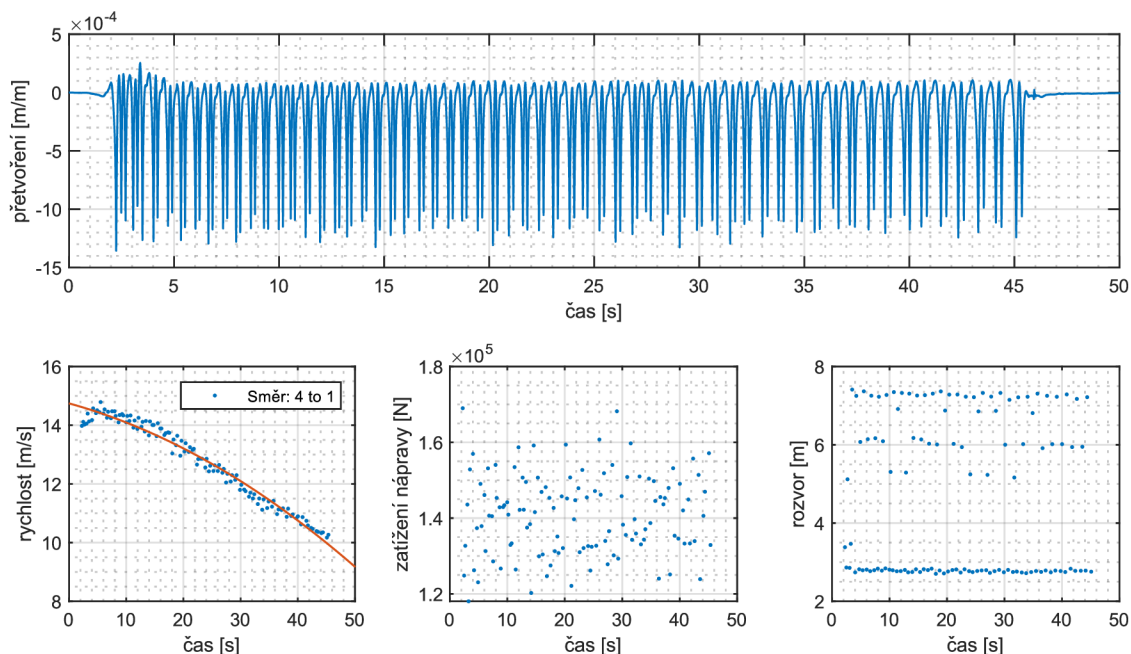 ×10⁻⁴
5
0
-5
-10
-15
přetvoření [m/m]
0 5 10 15 20 25 30 35 40 45 50
čas [s]
16
14
12
10
8
rychlost [m/s]
Směr: 4 to 1
0 10 20 30 40 50
čas [s]
×10⁵
1.8
1.6
1.4
1.2
zatížení nápravy [N]
0 10 20 30 40 50
čas [s]
8
6
4
2
rozvor [m]
0 10 20 30 40 50
čas [s]